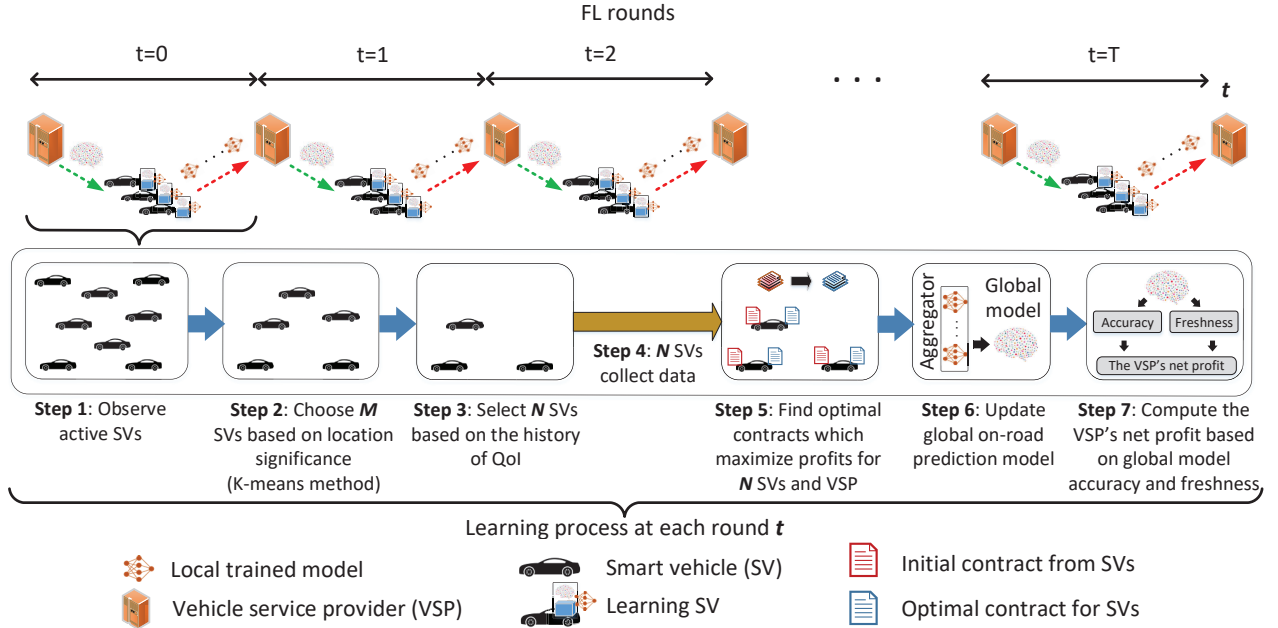 FL rounds
t=0
t=1
t=2
. . .
t=T
t
Step 1: Observe
active SVs
Step 2: Choose M
SVs based on location
significance
(K-means method)
Step 3: Select N SVs
based on the history
of QoI
Step 4: N SVs
collect data
Step 5: Find optimal
contracts which
maximize profits for
N SVs and VSP
Aggregator
Global
model
Step 6: Update
global on-road
prediction model
Accuracy
Freshness
The VSP's net profit
Step 7: Compute the
VSP's net profit based
on global model
accuracy and freshness
Learning process at each round t
Local trained model
Smart vehicle (SV)
Initial contract from SVs
Vehicle service provider (VSP)
Learning SV
Optimal contract for SVs